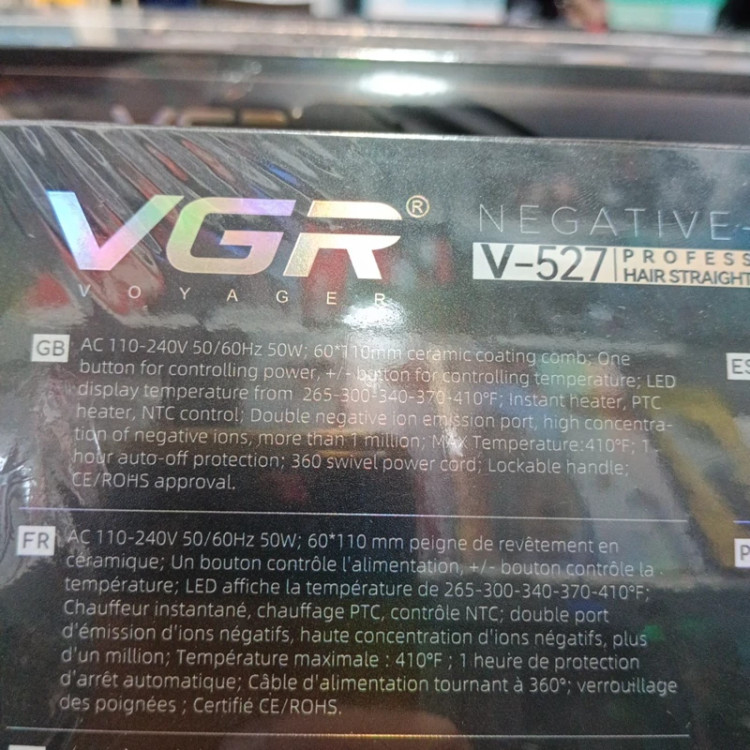 VGR®
VOYAGER
NEGATIVE-
V-527
PROFESS
HAIR STRAIGHT
GB
AC 110-240V 50/60Hz 50W; 60*110mm ceramic coating comb; One
button for controlling power, +/- button for controlling temperature; LED
display temperature from 265-300-340-370-410°F; Instant heater, PTC
heater, NTC control; Double negative ion emission port, high concentra-
tion of negative ions, more than 1 million; MAX.Temperature:410°F; 1
hour auto-off protection; 360 swivel power cord; Lockable handle;
CE/ROHS approval.
ES
FR
AC 110-240V 50/60Hz 50W; 60*110 mm peigne de revêtement en
céramique; Un bouton contrôle l'alimentation, +/- bouton contrôle la
température; LED affiche la température de 265-300-340-370-410°F;
Chauffeur instantané, chauffage PTC, contrôle NTC; double port
d'émission d'ions négatifs, haute concentration d'ions négatifs, plus
d'un million; Température maximale : 410°F ; 1 heure de protection
d'arrêt automatique; Câble d'alimentation tournant à 360°; verrouillage
des poignées ; Certifié CE/ROHS.
P